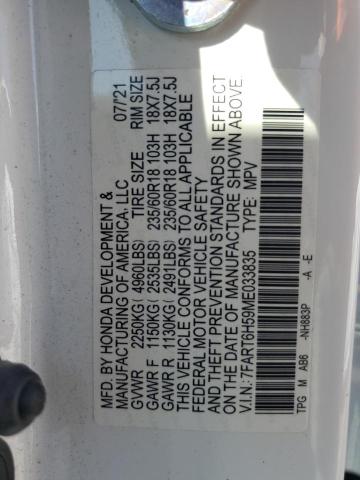 MFD. BY HONDA DEVELOPMENT &
MANUFACTURING OF AMERICA, LLC. 07/'21
GVWR 2250KG( 4960LBS) TIRE SIZE RIM SIZE
GAWR F 1150KG( 2535LBS) 235/60R18 103H 18X7.5J
GAWR R 1130KG( 2491LBS) 235/60R18 103H 18X7.5J
THIS VEHICLE CONFORMS TO ALL APPLICABLE
FEDERAL MOTOR VEHICLE SAFETY
AND THEFT PREVENTION STANDARDS IN EFFECT
ON THE DATE OF MANUFACTURE SHOWN ABOVE.
V.I.N.: 7FART6H59ME033835 TYPE: MPV
TPG M AB6 -NH883P -A -E